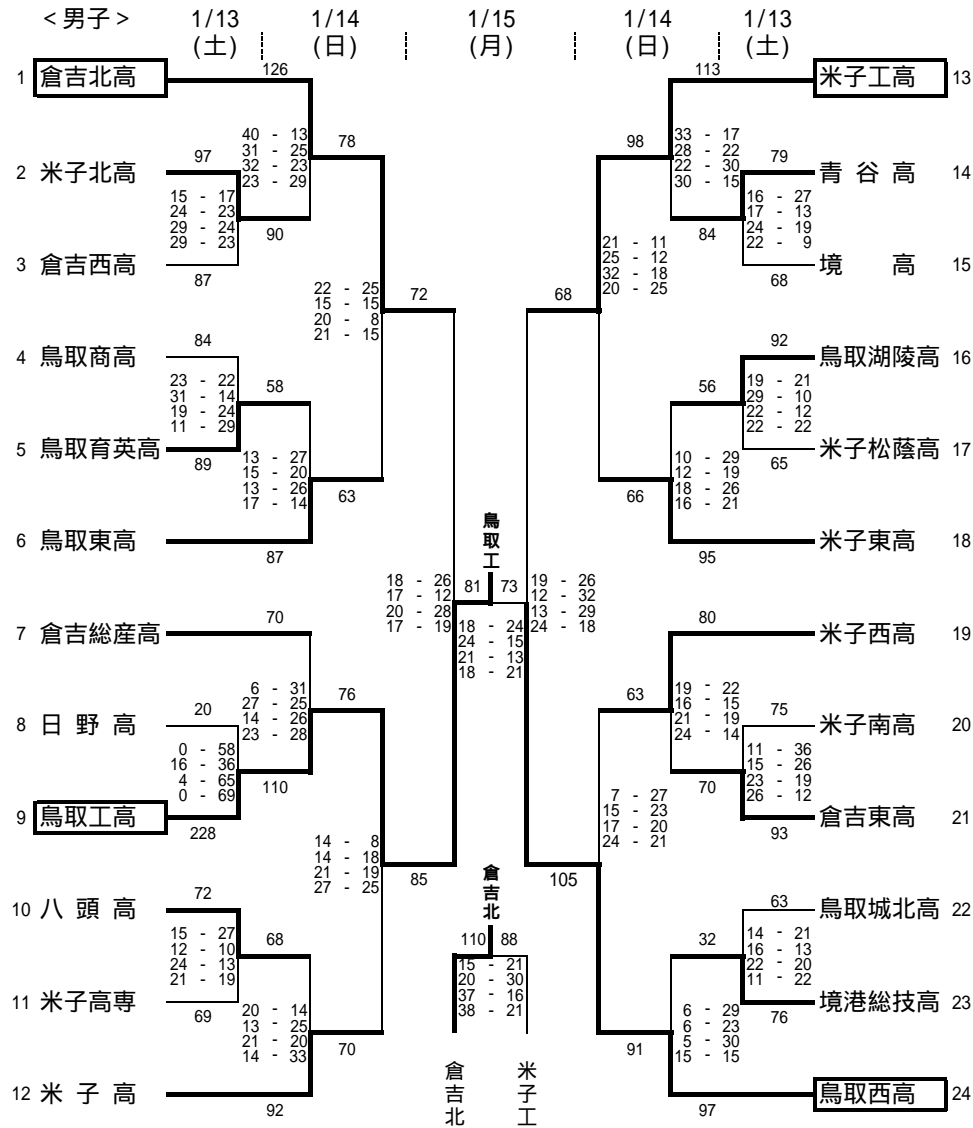 ＜男子＞ 1/13 1/14 1/15 1/14 1/13
(土) (日) (月) (日) (土)
1 倉吉北高
126
2 米子北高
97
15 - 17
24 - 23
29 - 24
29 - 23
3 倉吉西高
87
40 - 13
31 - 25
32 - 23
23 - 29
90
78
4 鳥取商高
84
23 - 22
31 - 14
19 - 24
11 - 29
5 鳥取育英高
89
58
13 - 27
15 - 20
13 - 26
17 - 14
6 鳥取東高
87
63
22 - 25
15 - 15
20 - 8
21 - 15
72
7 倉吉総産高
70
8 日野高
20
0 - 58
16 - 36
4 - 65
0 - 69
9 鳥取工高
228
6 - 31
27 - 25
14 - 26
23 - 28
110
76
10 八頭高
72
15 - 27
12 - 10
24 - 13
21 - 19
11 米子高専
69
68
20 - 14
13 - 25
21 - 20
14 - 33
12 米子高
92
70
14 - 8
14 - 18
21 - 19
27 - 25
85
18 - 26
17 - 12
20 - 28
17 - 19
鳥取工
81 73
18 - 24
24 - 15
21 - 13
18 - 21
倉吉北
110 88
15 - 21
20 - 30
37 - 16
38 - 21
倉吉北
米子工
19 - 26
12 - 32
13 - 29
24 - 18
68
105
米子工高 13
113
青谷高 14
79
16 - 27
17 - 13
24 - 19
22 - 9
境高 15
68
33 - 17
28 - 22
22 - 30
30 - 15
84
98
鳥取湖陵高 16
92
19 - 21
29 - 10
22 - 12
22 - 22
米子松蔭高 17
65
56
10 - 29
12 - 19
18 - 26
16 - 21
米子東高 18
95
66
21 - 11
25 - 12
32 - 18
20 - 25
米子西高 19
80
米子南高 20
75
11 - 36
15 - 26
23 - 19
26 - 12
倉吉東高 21
93
19 - 22
16 - 15
21 - 19
24 - 14
70
63
鳥取城北高 22
63
14 - 21
16 - 13
22 - 20
11 - 22
境港総技高 23
76
32
6 - 29
6 - 23
5 - 30
15 - 15
鳥取西高 24
97
91
7 - 27
15 - 23
17 - 20
24 - 21